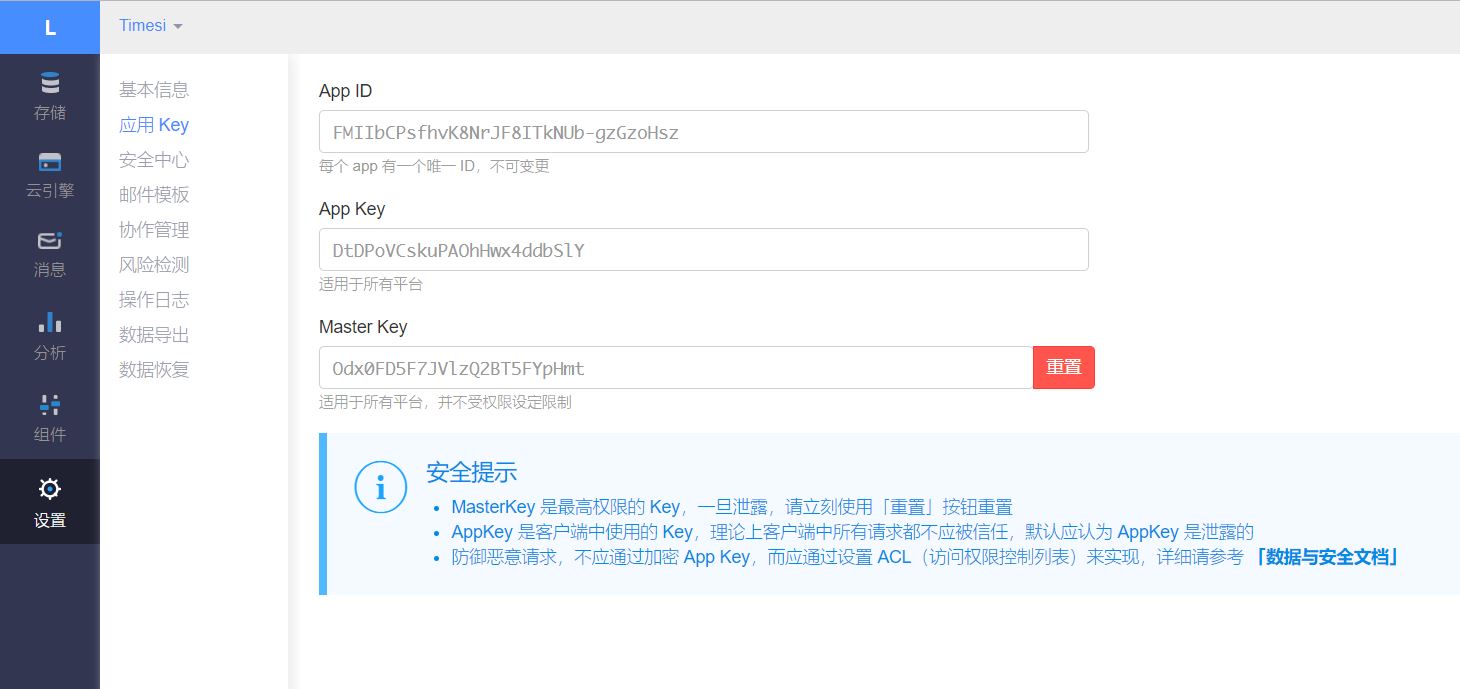 L
Timesi
存储
云引擎
消息
分析
组件
设置
基本信息
应用 Key
安全中心
邮件模板
协作管理
风险检测
操作日志
数据导出
数据恢复
App ID
FMIIbCPsfhvK8NrJF8ITkNUb-gzGzoHsz
每个 app 有一个唯一 ID，不可变更
App Key
DtDPoVCskuPAOhHwx4ddbSlY
适用于所有平台
Master Key
Odx0FD5F7JVlzQ2BT5FYpHmt
重置
适用于所有平台，并不受权限设定限制
安全提示
MasterKey 是最高权限的 Key，一旦泄露，请立刻使用「重置」按钮重置
AppKey 是客户端中使用的 Key，理论上客户端中所有请求都不应被信任，默认应认为 AppKey 是泄露的
防御恶意请求，不应通过加密 App Key，而应通过设置 ACL（访问权限控制列表）来实现，详细请参考 「数据与安全文档」